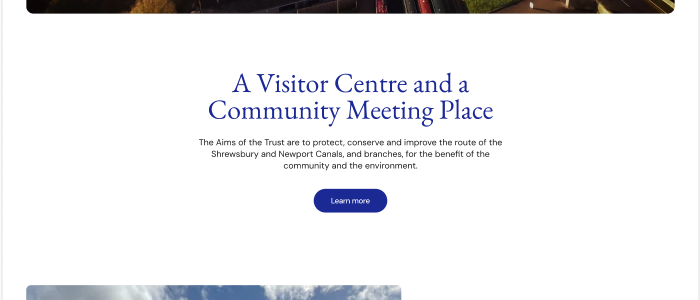 A Visitor Centre and a
Community Meeting Place
The Aims of the Trust are to protect, conserve and improve the route of the
Shrewsbury and Newport Canals, and branches, for the benefit of the
community and the environment.
Learn more